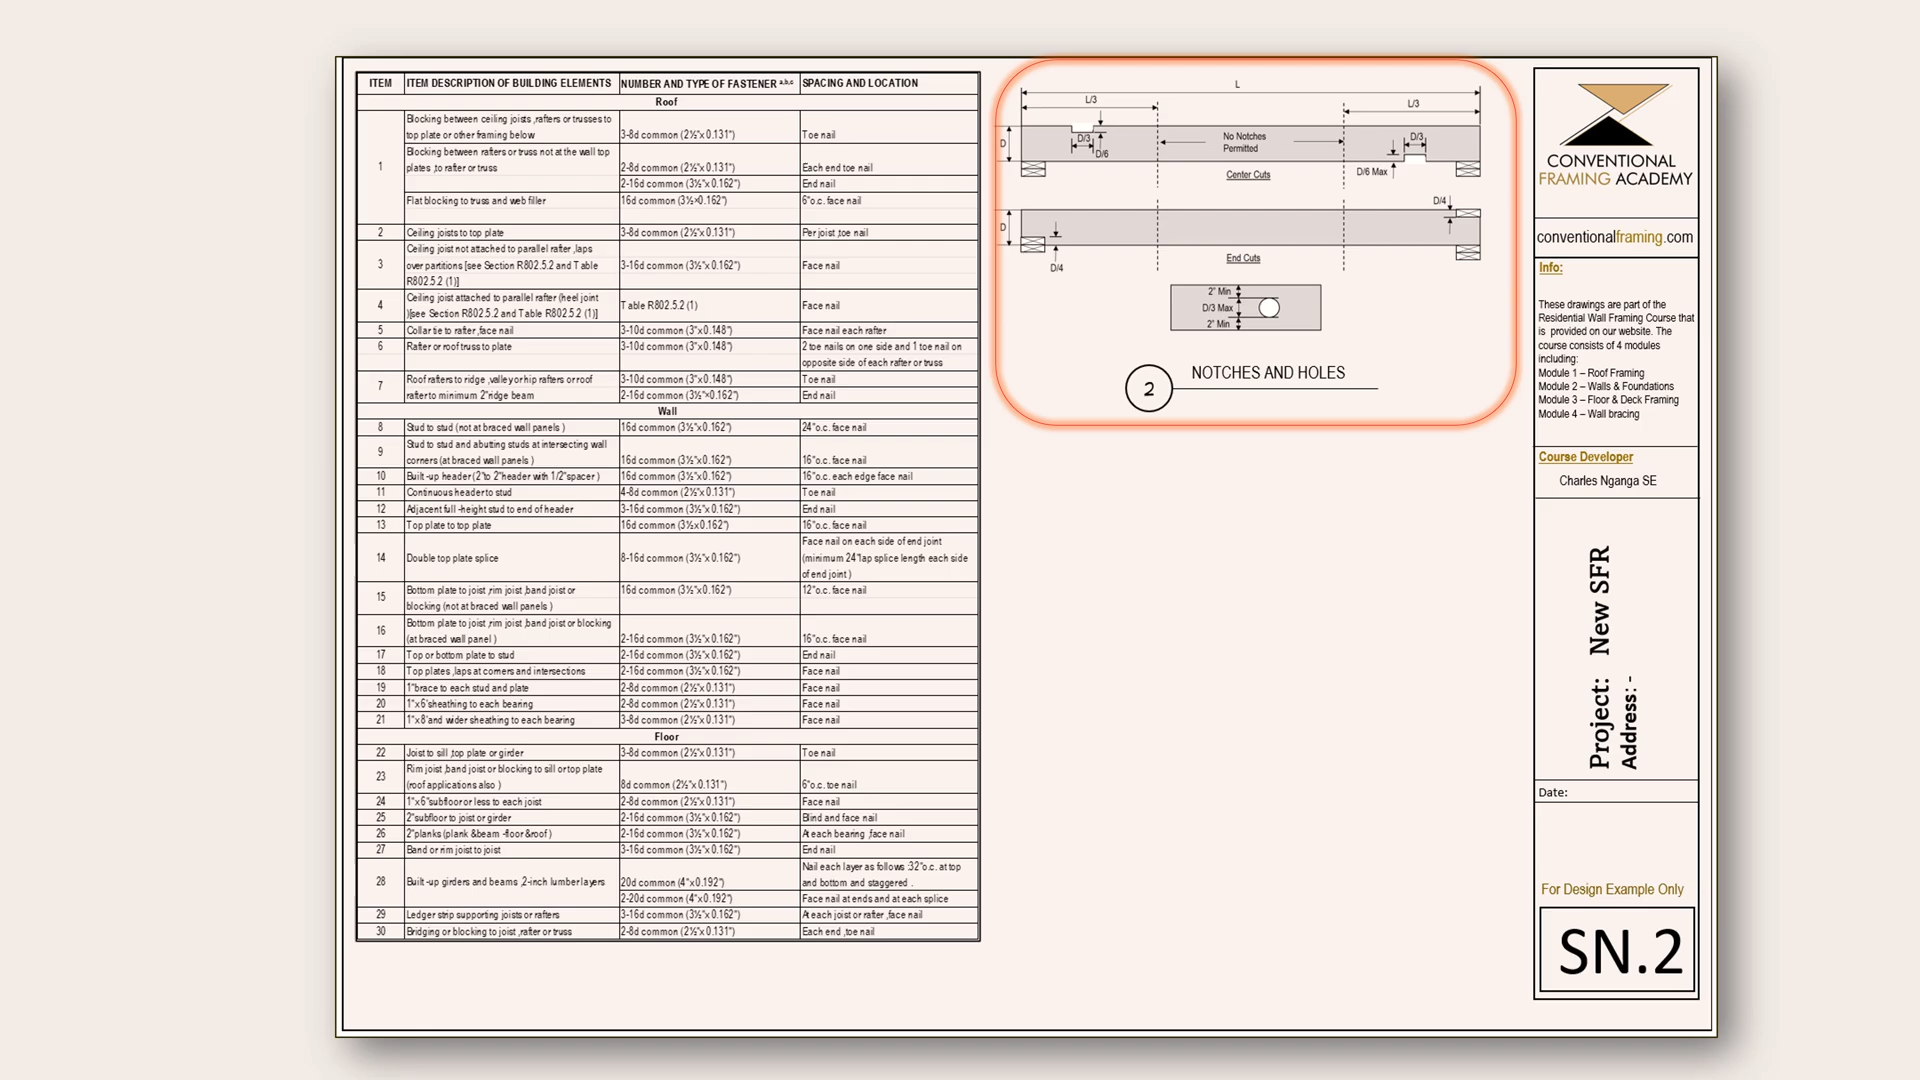 ITEM ITEM DESCRIPTION OF BUILDING ELEMENTS NUMBER AND TYPE OF FASTENER a,b,c SPACING AND LOCATION
Roof
1
Blocking between ceiling joists ,rafters or trusses to
top plate or other framing below 3-8d common (2½"x 0.131") Toe nail
Blocking between rafters or truss not at the wall top
plates ,to rafter or truss 2-8d common (2½"x 0.131") Each end toe nail
2-16d common (3½"x 0.162") End nail
Flat blocking to truss and web filler 16d common (3½×0.162") 6"o.c. face nail
2 Ceiling joists to top plate 3-8d common (2½"x 0.131") Per joist ,toe nail
3 Ceiling joist not attached to parallel rafter ,laps
over partitions [see Section R802.5.2 and Table 3-16d common (3½"x 0.162") Face nail
R802.5.2 (1)]
4 Ceiling joist attached to parallel rafter (heel joint
)[see Section R802.5.2 and Table R802.5.2 (1)] Table R802.5.2 (1) Face nail
5 Collar tie to rafter ,face nail 3-10d common (3"x 0.148") Face nail each rafter
6 Rafter or roof truss to plate 3-10d common (3"x 0.148") 2 toe nails on one side and 1 toe nail on
opposite side of each rafter or truss
7 Roof rafters to ridge ,valley or hip rafters or roof 3-10d common (3"x 0.148") Toe nail
rafter to minimum 2"ridge beam 2-16d common (3½"×0.162") End nail
Wall
8 Stud to stud (not at braced wall panels ) 16d common (3½"x 0.162") 24"o.c. face nail
9 Stud to stud and abutting studs at intersecting wall
corners (at braced wall panels ) 16d common (3½"x 0.162") 16"o.c. face nail
10 Built -up header (2"to 2"header with 1/2"spacer ) 16d common (3½"x 0.162") 16"o.c. each edge face nail
11 Continuous header to stud 4-8d common (2½"x 0.131") Toe nail
12 Adjacent full -height stud to end of header 3-16d common (3½"x 0.162") End nail
13 Top plate to top plate 16d common (3½x 0.162") 16"o.c. face nail
14 Double top plate splice 8-16d common (3½"x 0.162") Face nail on each side of end joint
(minimum 24"lap splice length each side
of end joint )
15 Bottom plate to joist ,rim joist ,band joist or 16d common (3½"x 0.162") 12"o.c. face nail
blocking (not at braced wall panels )
16 Bottom plate to joist ,rim joist ,band joist or blocking
(at braced wall panel ) 2-16d common (3½"x 0.162") 16"o.c. face nail
17 Top or bottom plate to stud 2-16d common (3½"x 0.162") End nail
18 Top plates ,laps at corners and intersections 2-16d common (3½"x 0.162") Face nail
19 1"brace to each stud and plate 2-8d common (2½"x 0.131") Face nail
20 1"x6"sheathing to each bearing 2-8d common (2½"x 0.131") Face nail
21 1"x8"and wider sheathing to each bearing 3-8d common (2½"x 0.131") Face nail
Floor
22 Joist to sill ,top plate or girder 3-8d common (2½"x 0.131") Toe nail
23 Rim joist ,band joist or blocking to sill or top plate
(roof applications also ) 8d common (2½"x 0.131") 6"o.c. toe nail
24 1"x6"subfloor or less to each joist 2-8d common (2½"x 0.131") Face nail
25 2"subfloor to joist or girder 2-16d common (3½"x 0.162") Blind and face nail
26 2"planks (plank &beam -floor &roof ) 2-16d common (3½"x 0.162") At each bearing ,face nail
27 Band or rim joist to joist 3-16d common (3½"x 0.162") End nail
28 Built -up girders and beams ,2-inch lumber layers 20d common (4"x 0.192") Nail each layer as follows :32"o.c. at top
and bottom and staggered .
2-20d common (4"x 0.192") Face nail at ends and at each splice
29 Ledger strip supporting joists or rafters 3-16d common (3½"x 0.162") At each joist or rafter ,face nail
30 Bridging or blocking to joist ,rafter or truss 2-8d common (2½"x 0.131") Each end ,toe nail
L
L/3 L/3
D D/3 D/6
No Notches
Permitted
D/3
D/6 Max
Center Cuts
D/4
D
D/4
End Cuts
2" Min
D/3 Max
2" Min
2 NOTCHES AND HOLES
CONVENTIONAL
FRAMING ACADEMY
conventionalframing.com
Info:
These drawings are part of the
Residential Wall Framing Course that
is provided on our website. The
course consists of 4 modules
including:
Module 1 – Roof Framing
Module 2 – Walls & Foundations
Module 3 – Floor & Deck Framing
Module 4 – Wall bracing
Course Developer
Charles Nganga SE
Project: New SFR
Address: -
Date:
For Design Example Only
SN.2